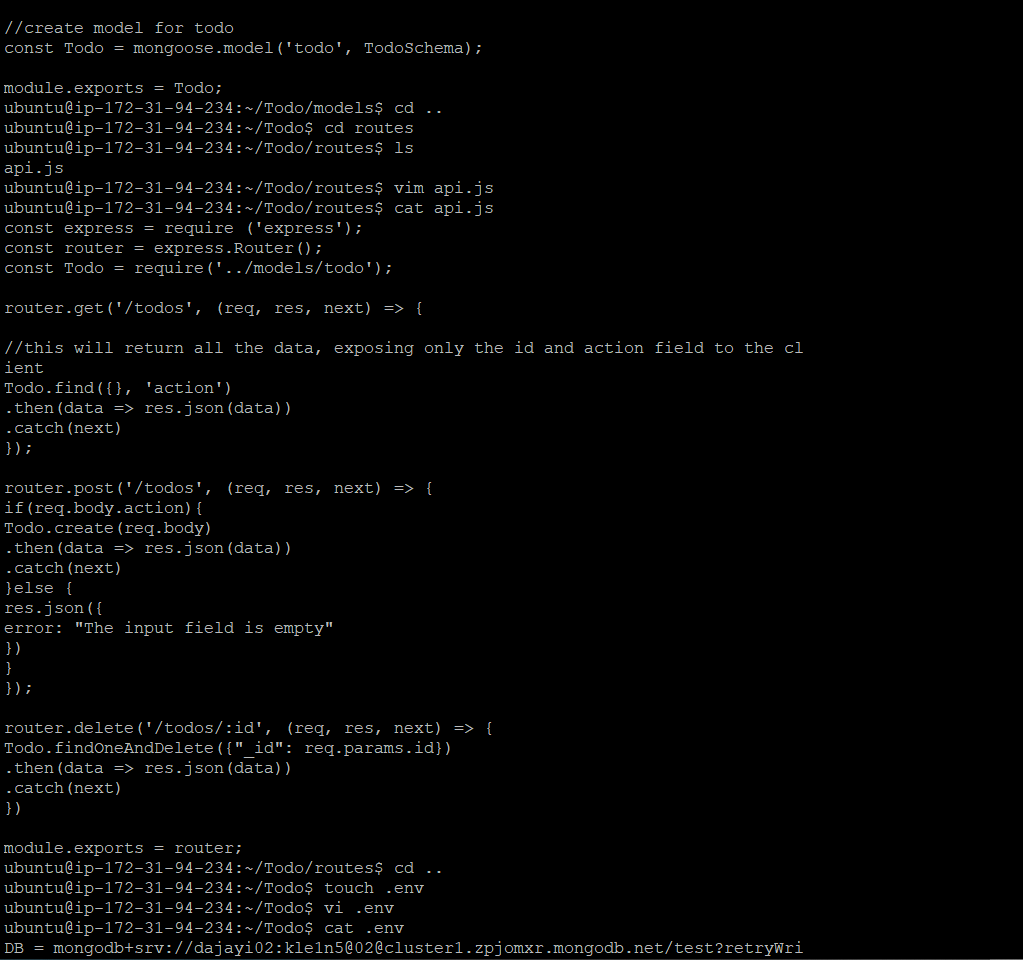 //create model for todo
const Todo = mongoose.model('todo', TodoSchema);
module.exports = Todo;
ubuntu@ip-172-31-94-234:~/Todo/models$ cd ..
ubuntu@ip-172-31-94-234:~/Todo$ cd routes
ubuntu@ip-172-31-94-234:~/Todo/routes$ ls
api.js
ubuntu@ip-172-31-94-234:~/Todo/routes$ vim api.js
ubuntu@ip-172-31-94-234:~/Todo/routes$ cat api.js
const express = require ('express');
const router = express.Router();
const Todo = require('../models/todo');
router.get('/todos', (req, res, next) => {
//this will return all the data, exposing only the id and action field to the cl
ient
Todo.find({}, 'action')
.then(data => res.json(data))
.catch(next)
});
router.post('/todos', (req, res, next) => {
if(req.body.action){
Todo.create(req.body)
.then(data => res.json(data))
.catch(next)
}else {
res.json({
error: "The input field is empty"
})
}
});
router.delete('/todos/:id', (req, res, next) => {
Todo.findOneAndDelete({"_id": req.params.id})
.then(data => res.json(data))
.catch(next)
})
module.exports = router;
ubuntu@ip-172-31-94-234:~/Todo/routes$ cd ..
ubuntu@ip-172-31-94-234:~/Todo$ touch .env
ubuntu@ip-172-31-94-234:~/Todo$ vi .env
ubuntu@ip-172-31-94-234:~/Todo$ cat .env
DB = mongodb+srv://dajayi02:kle1n5@02@cluster1.zpjomxr.mongodb.net/test?retryWri